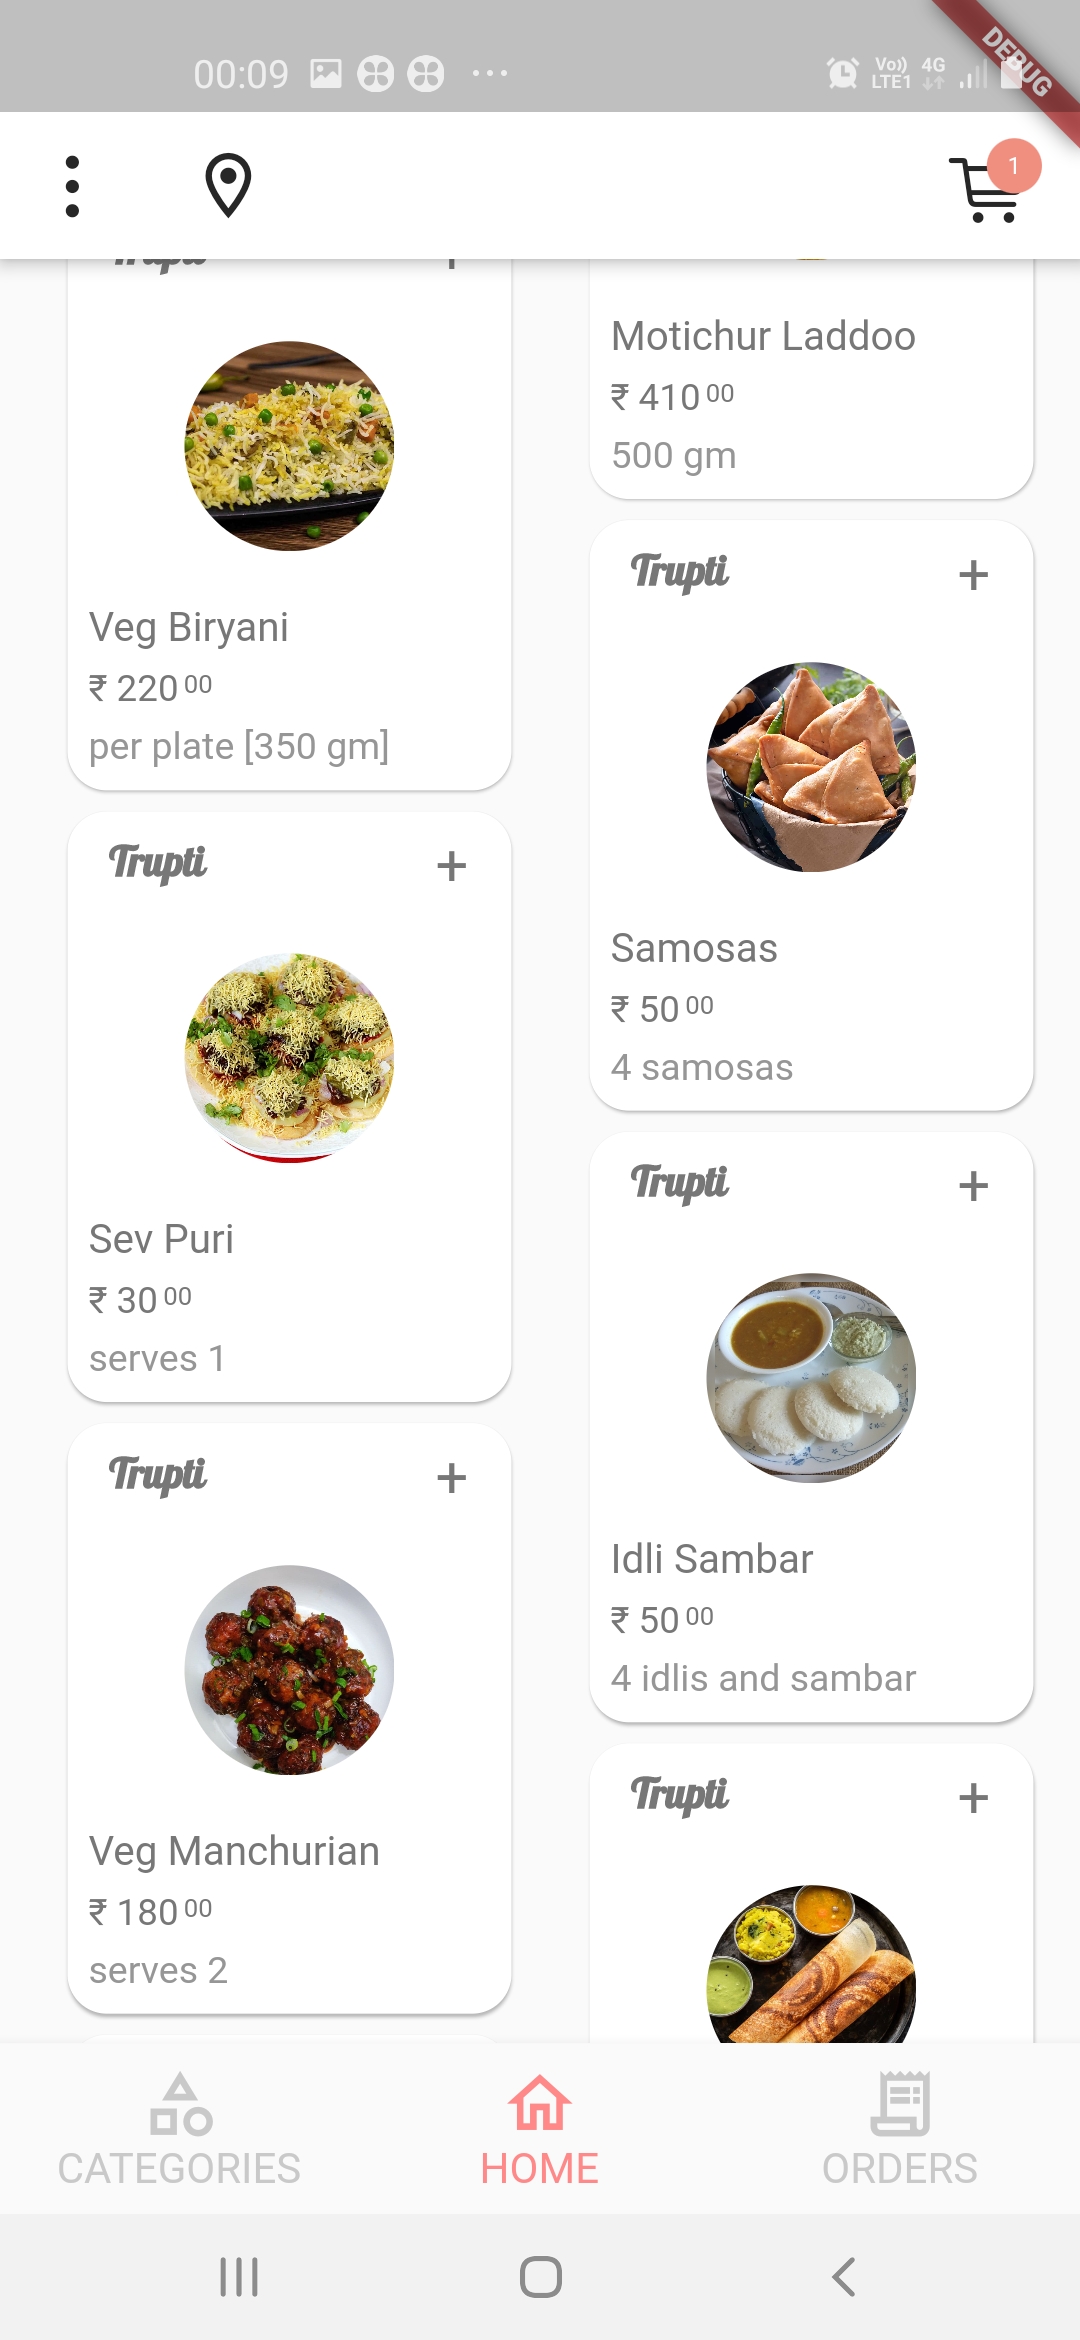 00:09
Vo)) LTE1 4G
DEBUG
1
Trupti
Veg Biryani
₹ 220 00
per plate [350 gm]
Trupti
Sev Puri
₹ 30 00
serves 1
Trupti
Veg Manchurian
₹ 180 00
serves 2
Motichur Laddoo
₹ 410 00
500 gm
Trupti
Samosas
₹ 50 00
4 samosas
Trupti
Idli Sambar
₹ 50 00
4 idlis and sambar
Trupti
CATEGORIES
HOME
ORDERS